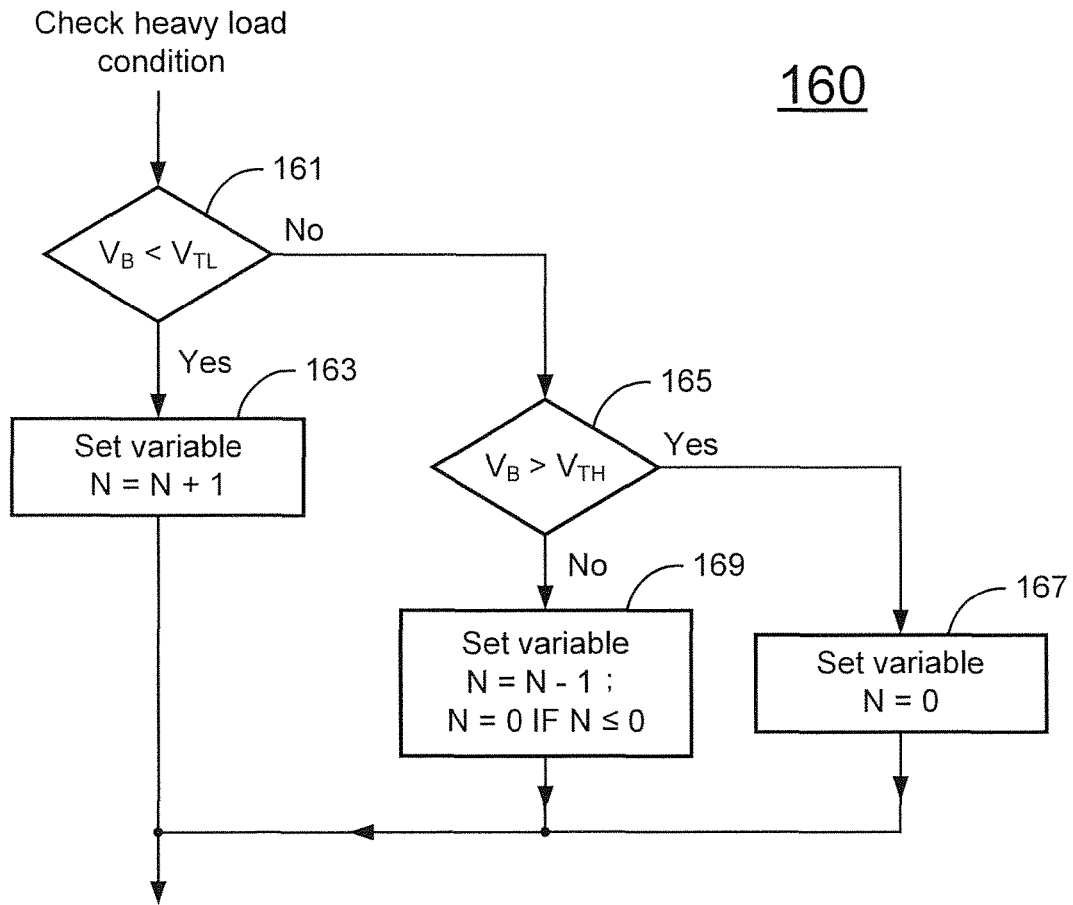 Check heavy load
condition
160
161
V_B < V_TL
No
Yes
163
Set variable
N = N + 1
165
V_B > V_TH
Yes
No
169
Set variable
N = N - 1 ;
N = 0 IF N ≤ 0
167
Set variable
N = 0